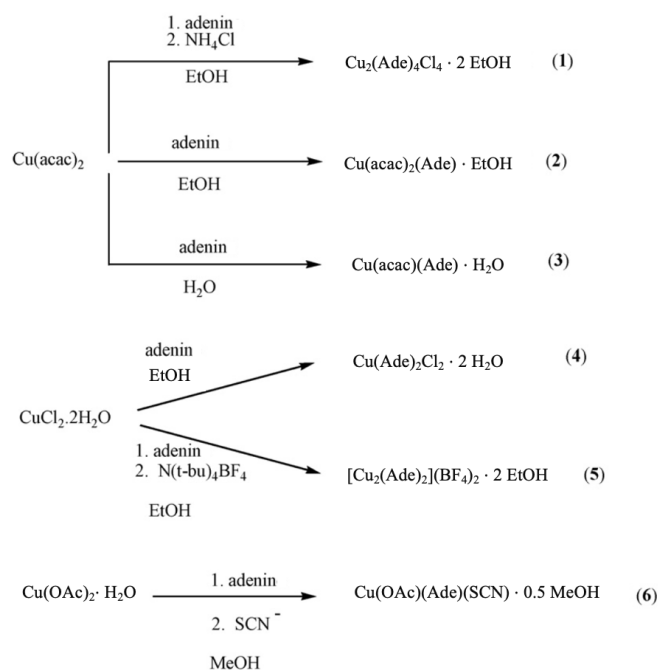 1. adenin
2. NH₄Cl
EtOH
Cu₂(Ade)₄Cl₄ · 2 EtOH (1)
Cu(acac)₂
adenin
EtOH
Cu(acac)₂(Ade) · EtOH (2)
adenin
H₂O
Cu(acac)(Ade) · H₂O (3)
adenin
EtOH
Cu(Ade)₂Cl₂ · 2 H₂O (4)
CuCl₂.2H₂O
1. adenin
2. N(t-bu)₄BF₄
EtOH
[Cu₂(Ade)₂](BF₄)₂ · 2 EtOH (5)
Cu(OAc)₂· H₂O
1. adenin
2. SCN⁻
MeOH
Cu(OAc)(Ade)(SCN) · 0.5 MeOH (6)